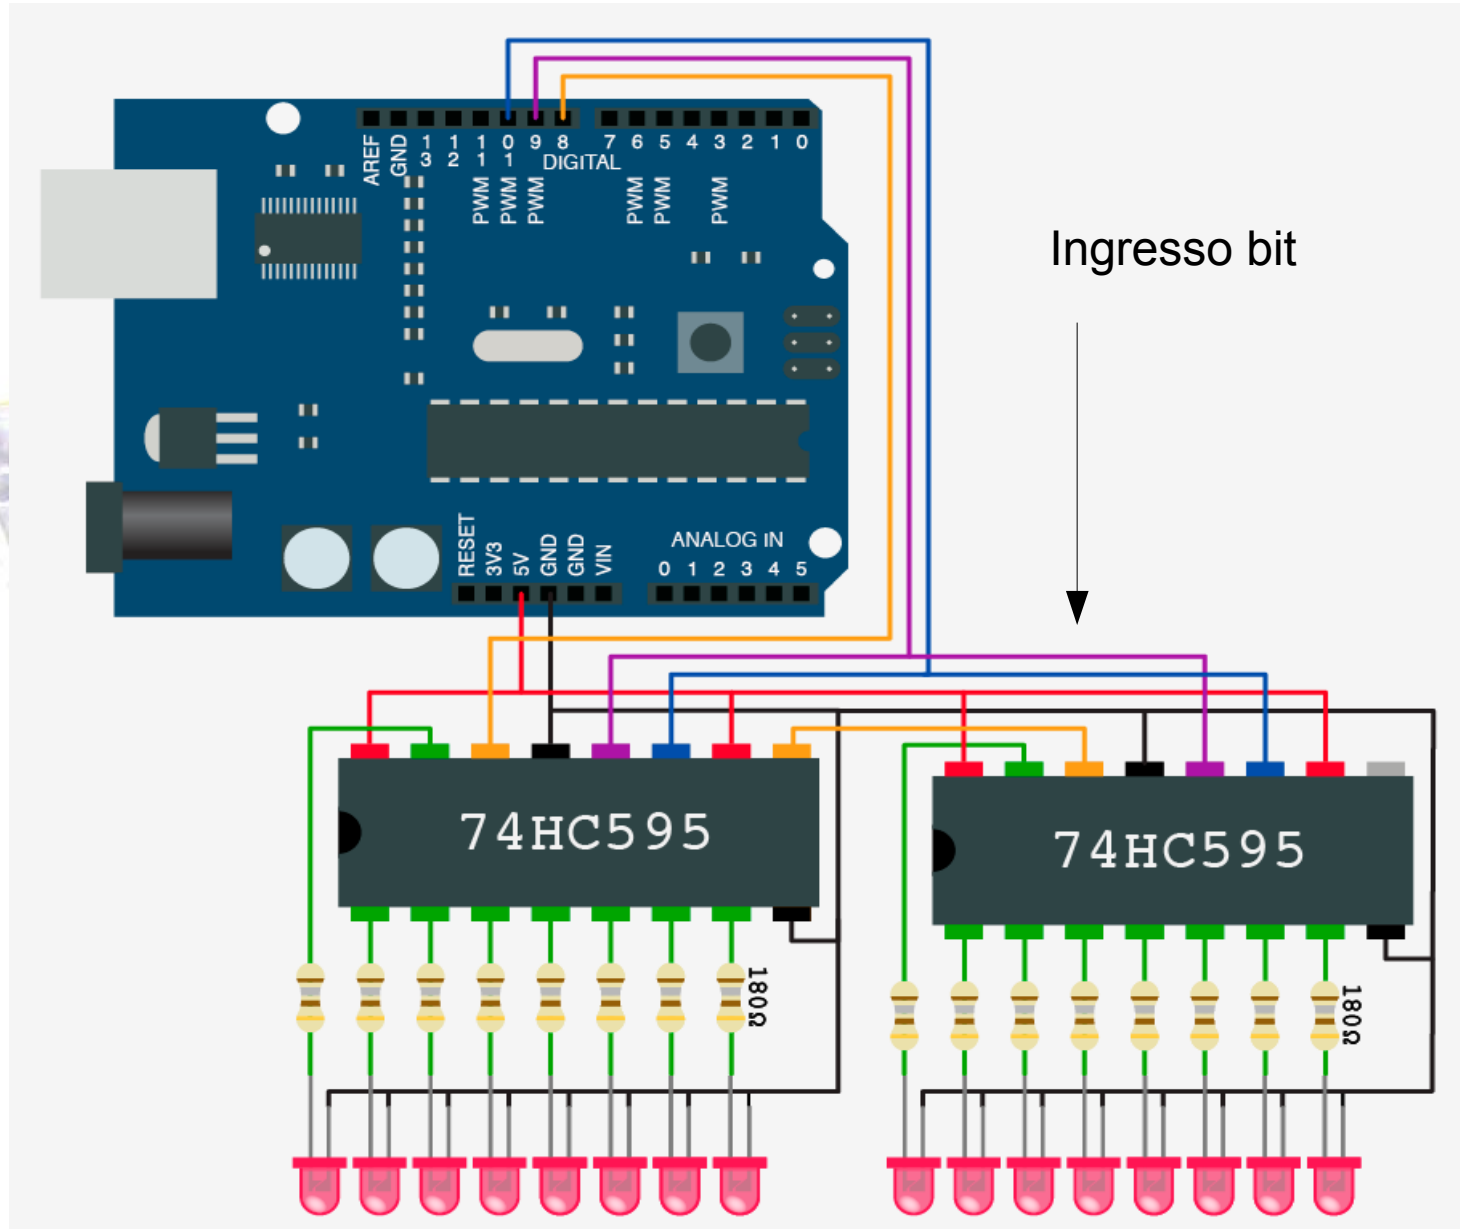 AREF
GND
13
12
11
01
9
8
7
6
5
4
3
2
1
0
DIGITAL
PWM
PWM
PWM
PWM
PWM
PWM
Ingresso bit
RESET
3V3
5V
GND
GND
VIN
ANALOG IN
0 1 2 3 4 5
74HC595
74HC595
180Ω
180Ω